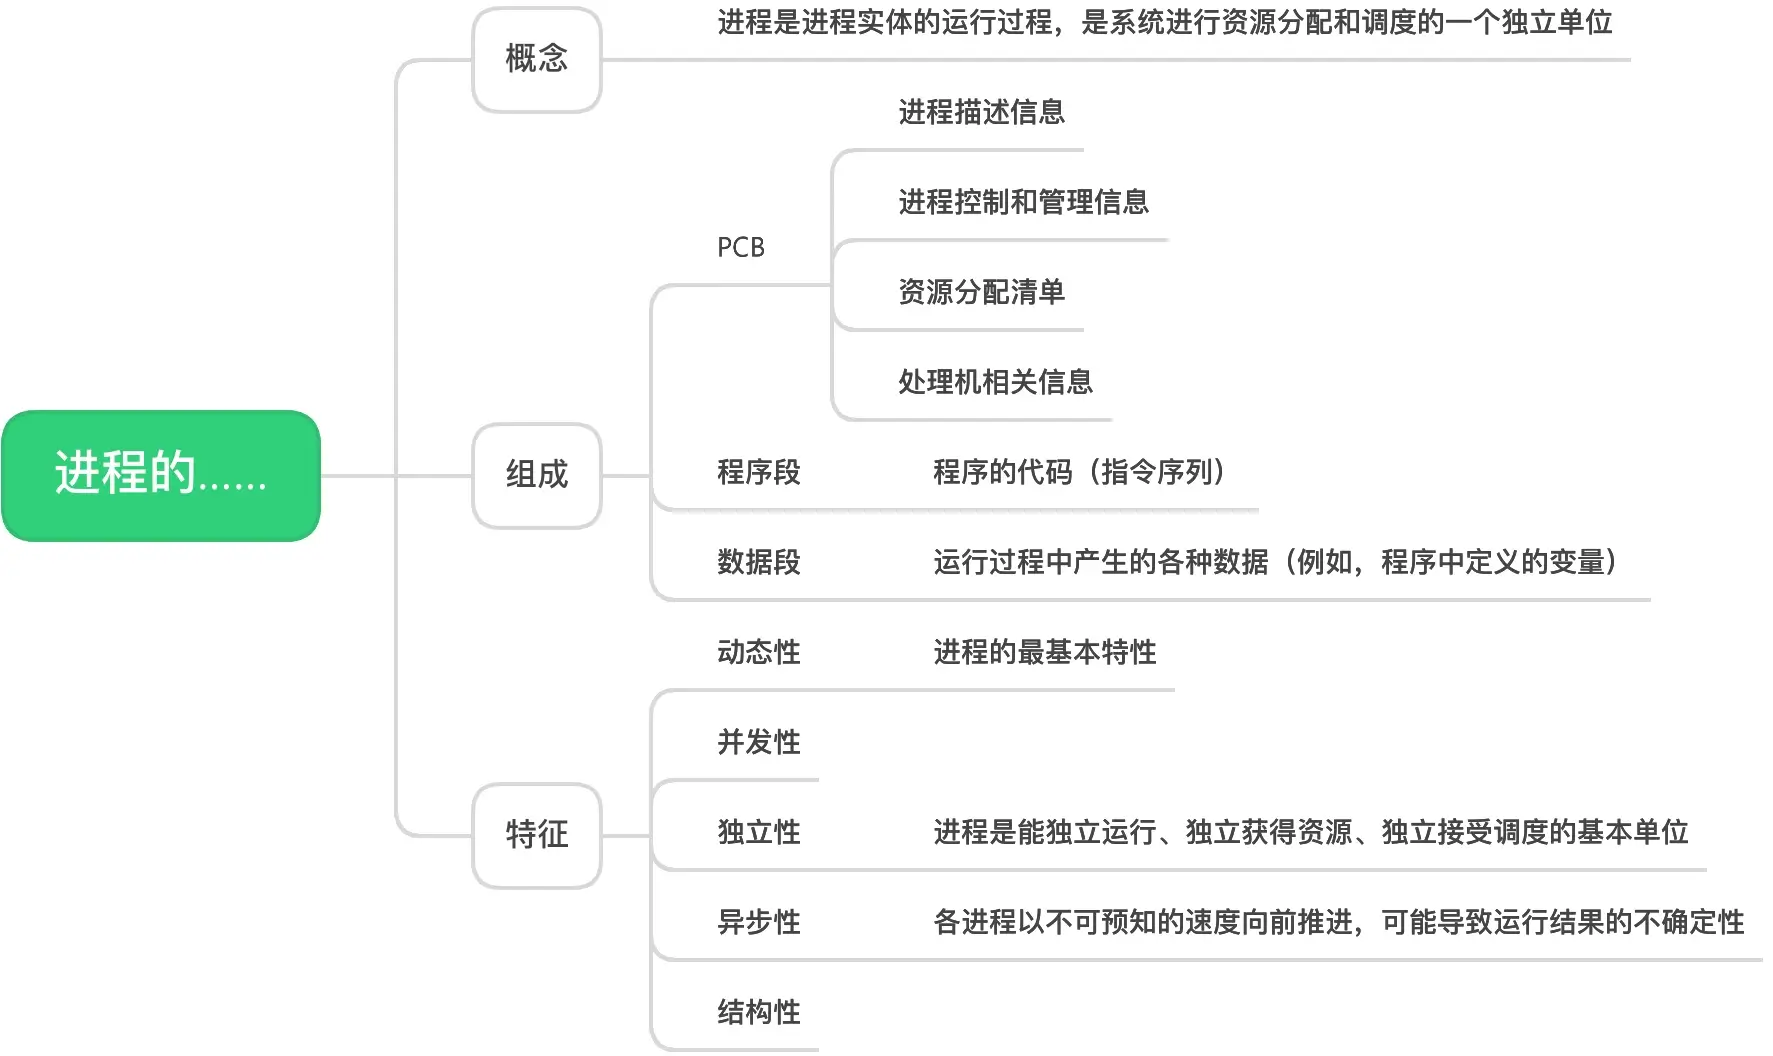 进程的......
概念
进程是进程实体的运行过程，是系统进行资源分配和调度的一个独立单位
组成
PCB
进程描述信息
进程控制和管理信息
资源分配清单
处理机相关信息
程序段 程序的代码（指令序列）
数据段 运行过程中产生的各种数据（例如，程序中定义的变量）
特征
动态性 进程的最基本特性
并发性
独立性 进程是能独立运行、独立获得资源、独立接受调度的基本单位
异步性 各进程以不可预知的速度向前推进，可能导致运行结果的不确定性
结构性